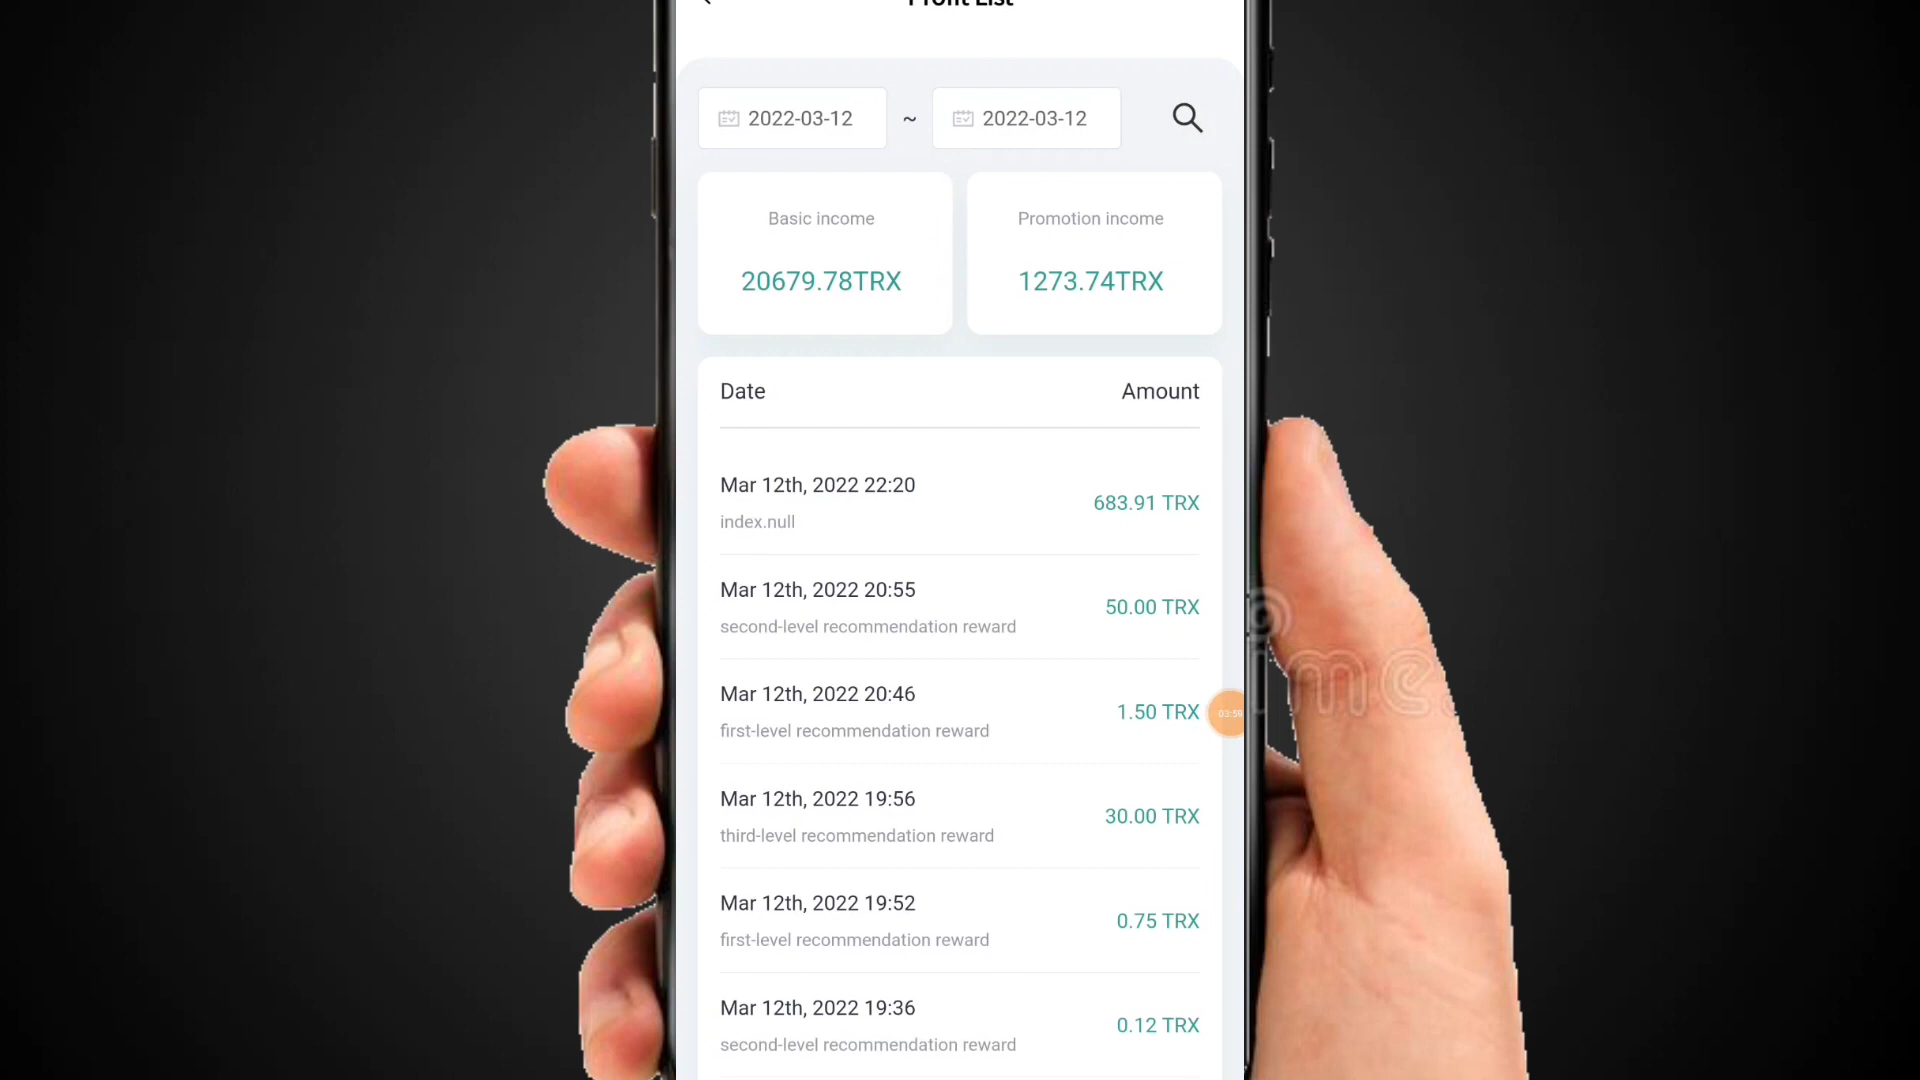 Profit List
2022-03-12 ~ 2022-03-12
Basic income
20679.78TRX
Promotion income
1273.74TRX
Date Amount
Mar 12th, 2022 22:20
683.91 TRX
index.null
Mar 12th, 2022 20:55
50.00 TRX
second-level recommendation reward
Mar 12th, 2022 20:46
1.50 TRX
03:59
first-level recommendation reward
Mar 12th, 2022 19:56
30.00 TRX
third-level recommendation reward
Mar 12th, 2022 19:52
0.75 TRX
first-level recommendation reward
Mar 12th, 2022 19:36
0.12 TRX
second-level recommendation reward